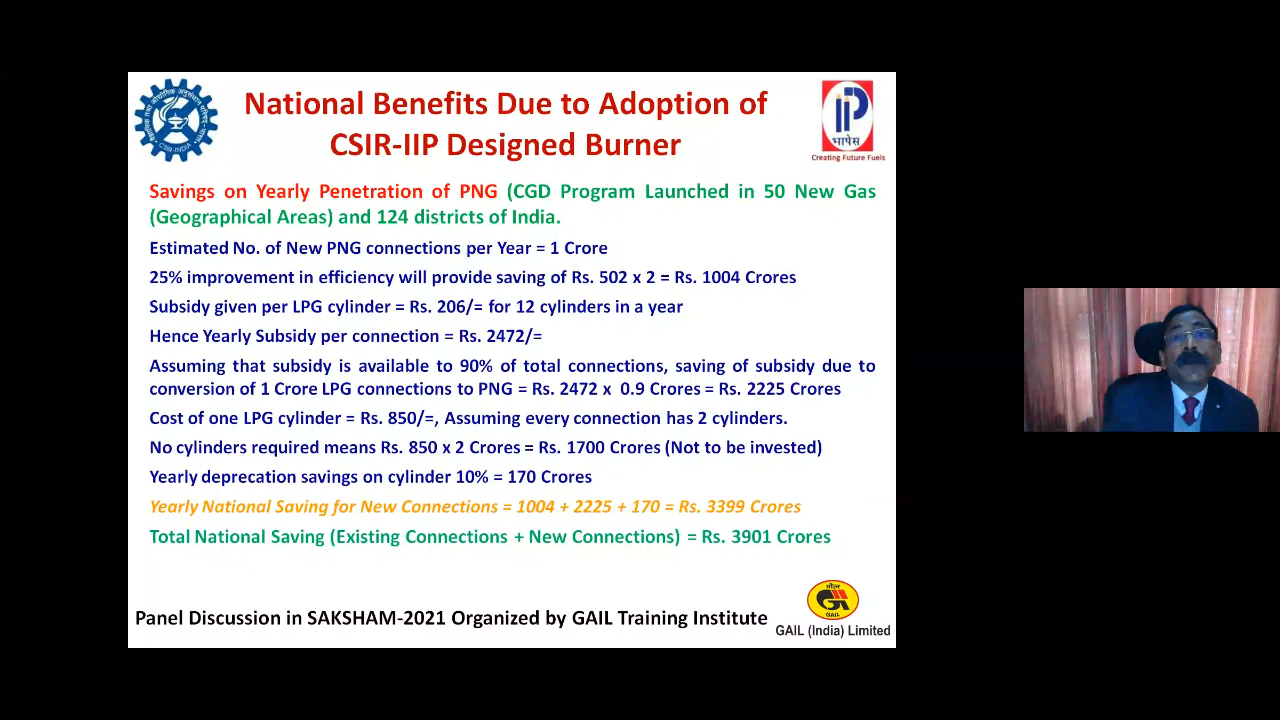 National Benefits Due to Adoption of
CSIR-IIP Designed Burner
CSIR-INDIA
भापेस
Creating Future Fuels
Savings on Yearly Penetration of PNG (CGD Program Launched in 50 New Gas
(Geographical Areas) and 124 districts of India.
Estimated No. of New PNG connections per Year = 1 Crore
25% improvement in efficiency will provide saving of Rs. 502 x 2 = Rs. 1004 Crores
Subsidy given per LPG cylinder = Rs. 206/= for 12 cylinders in a year
Hence Yearly Subsidy per connection = Rs. 2472/=
Assuming that subsidy is available to 90% of total connections, saving of subsidy due to
conversion of 1 Crore LPG connections to PNG = Rs. 2472 x 0.9 Crores = Rs. 2225 Crores
Cost of one LPG cylinder = Rs. 850/=, Assuming every connection has 2 cylinders.
No cylinders required means Rs. 850 x 2 Crores = Rs. 1700 Crores (Not to be invested)
Yearly deprecation savings on cylinder 10% = 170 Crores
Yearly National Saving for New Connections = 1004 + 2225 + 170 = Rs. 3399 Crores
Total National Saving (Existing Connections + New Connections) = Rs. 3901 Crores
Panel Discussion in SAKSHAM-2021 Organized by GAIL Training Institute
गेल
GAIL
GAIL (India) Limited